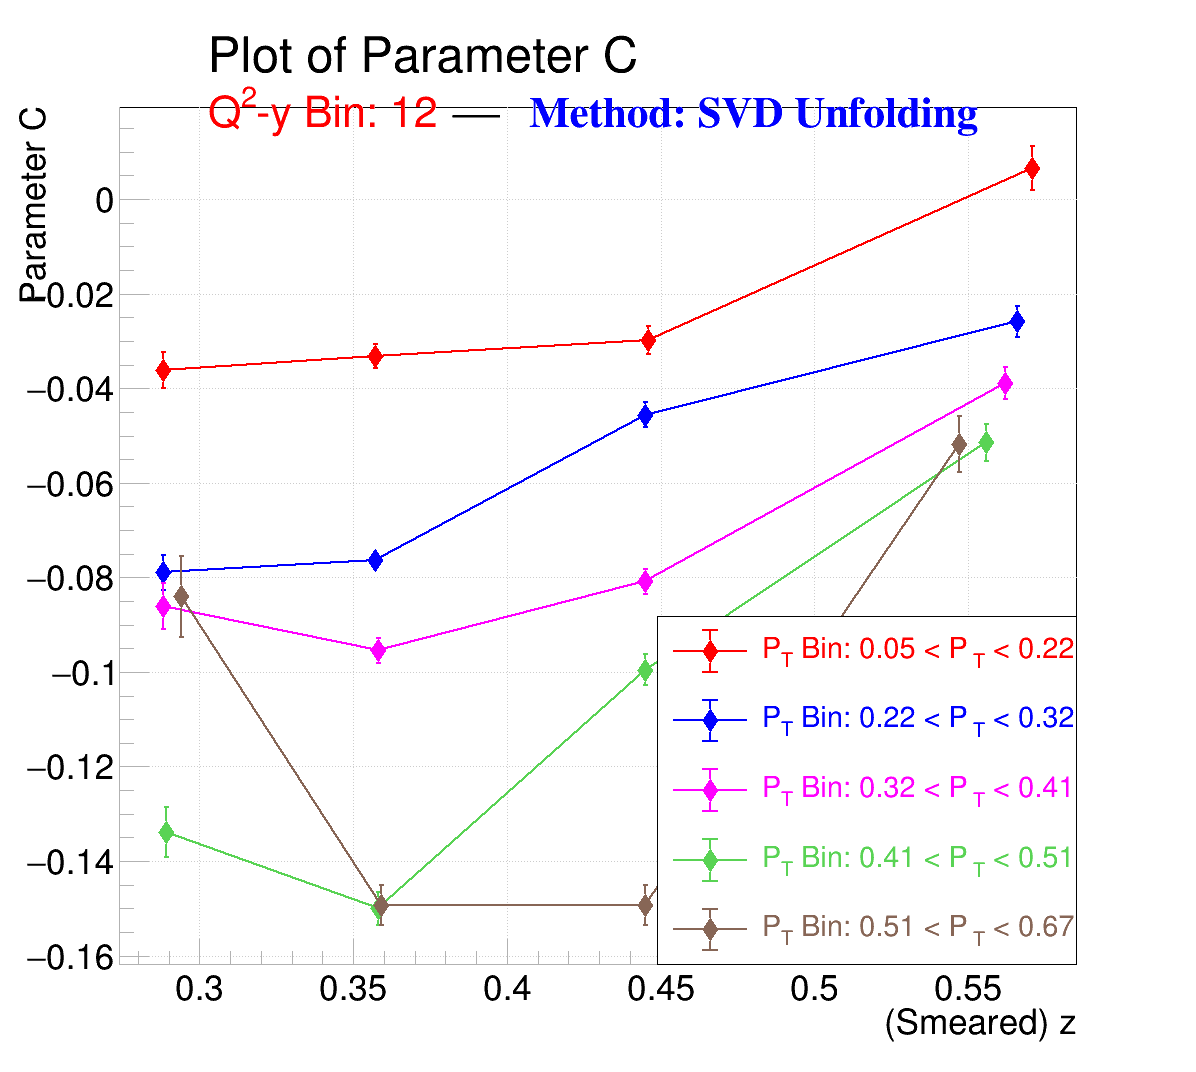 Plot of Parameter C
Q2-y Bin: 12 — Method: SVD Unfolding
Parameter C
0
−0.02
−0.04
−0.06
−0.08
−0.1
−0.12
−0.14
−0.16
PT Bin: 0.05 < PT < 0.22
PT Bin: 0.22 < PT < 0.32
PT Bin: 0.32 < PT < 0.41
PT Bin: 0.41 < PT < 0.51
PT Bin: 0.51 < PT < 0.67
0.3 0.35 0.4 0.45 0.5 0.55
(Smeared) z